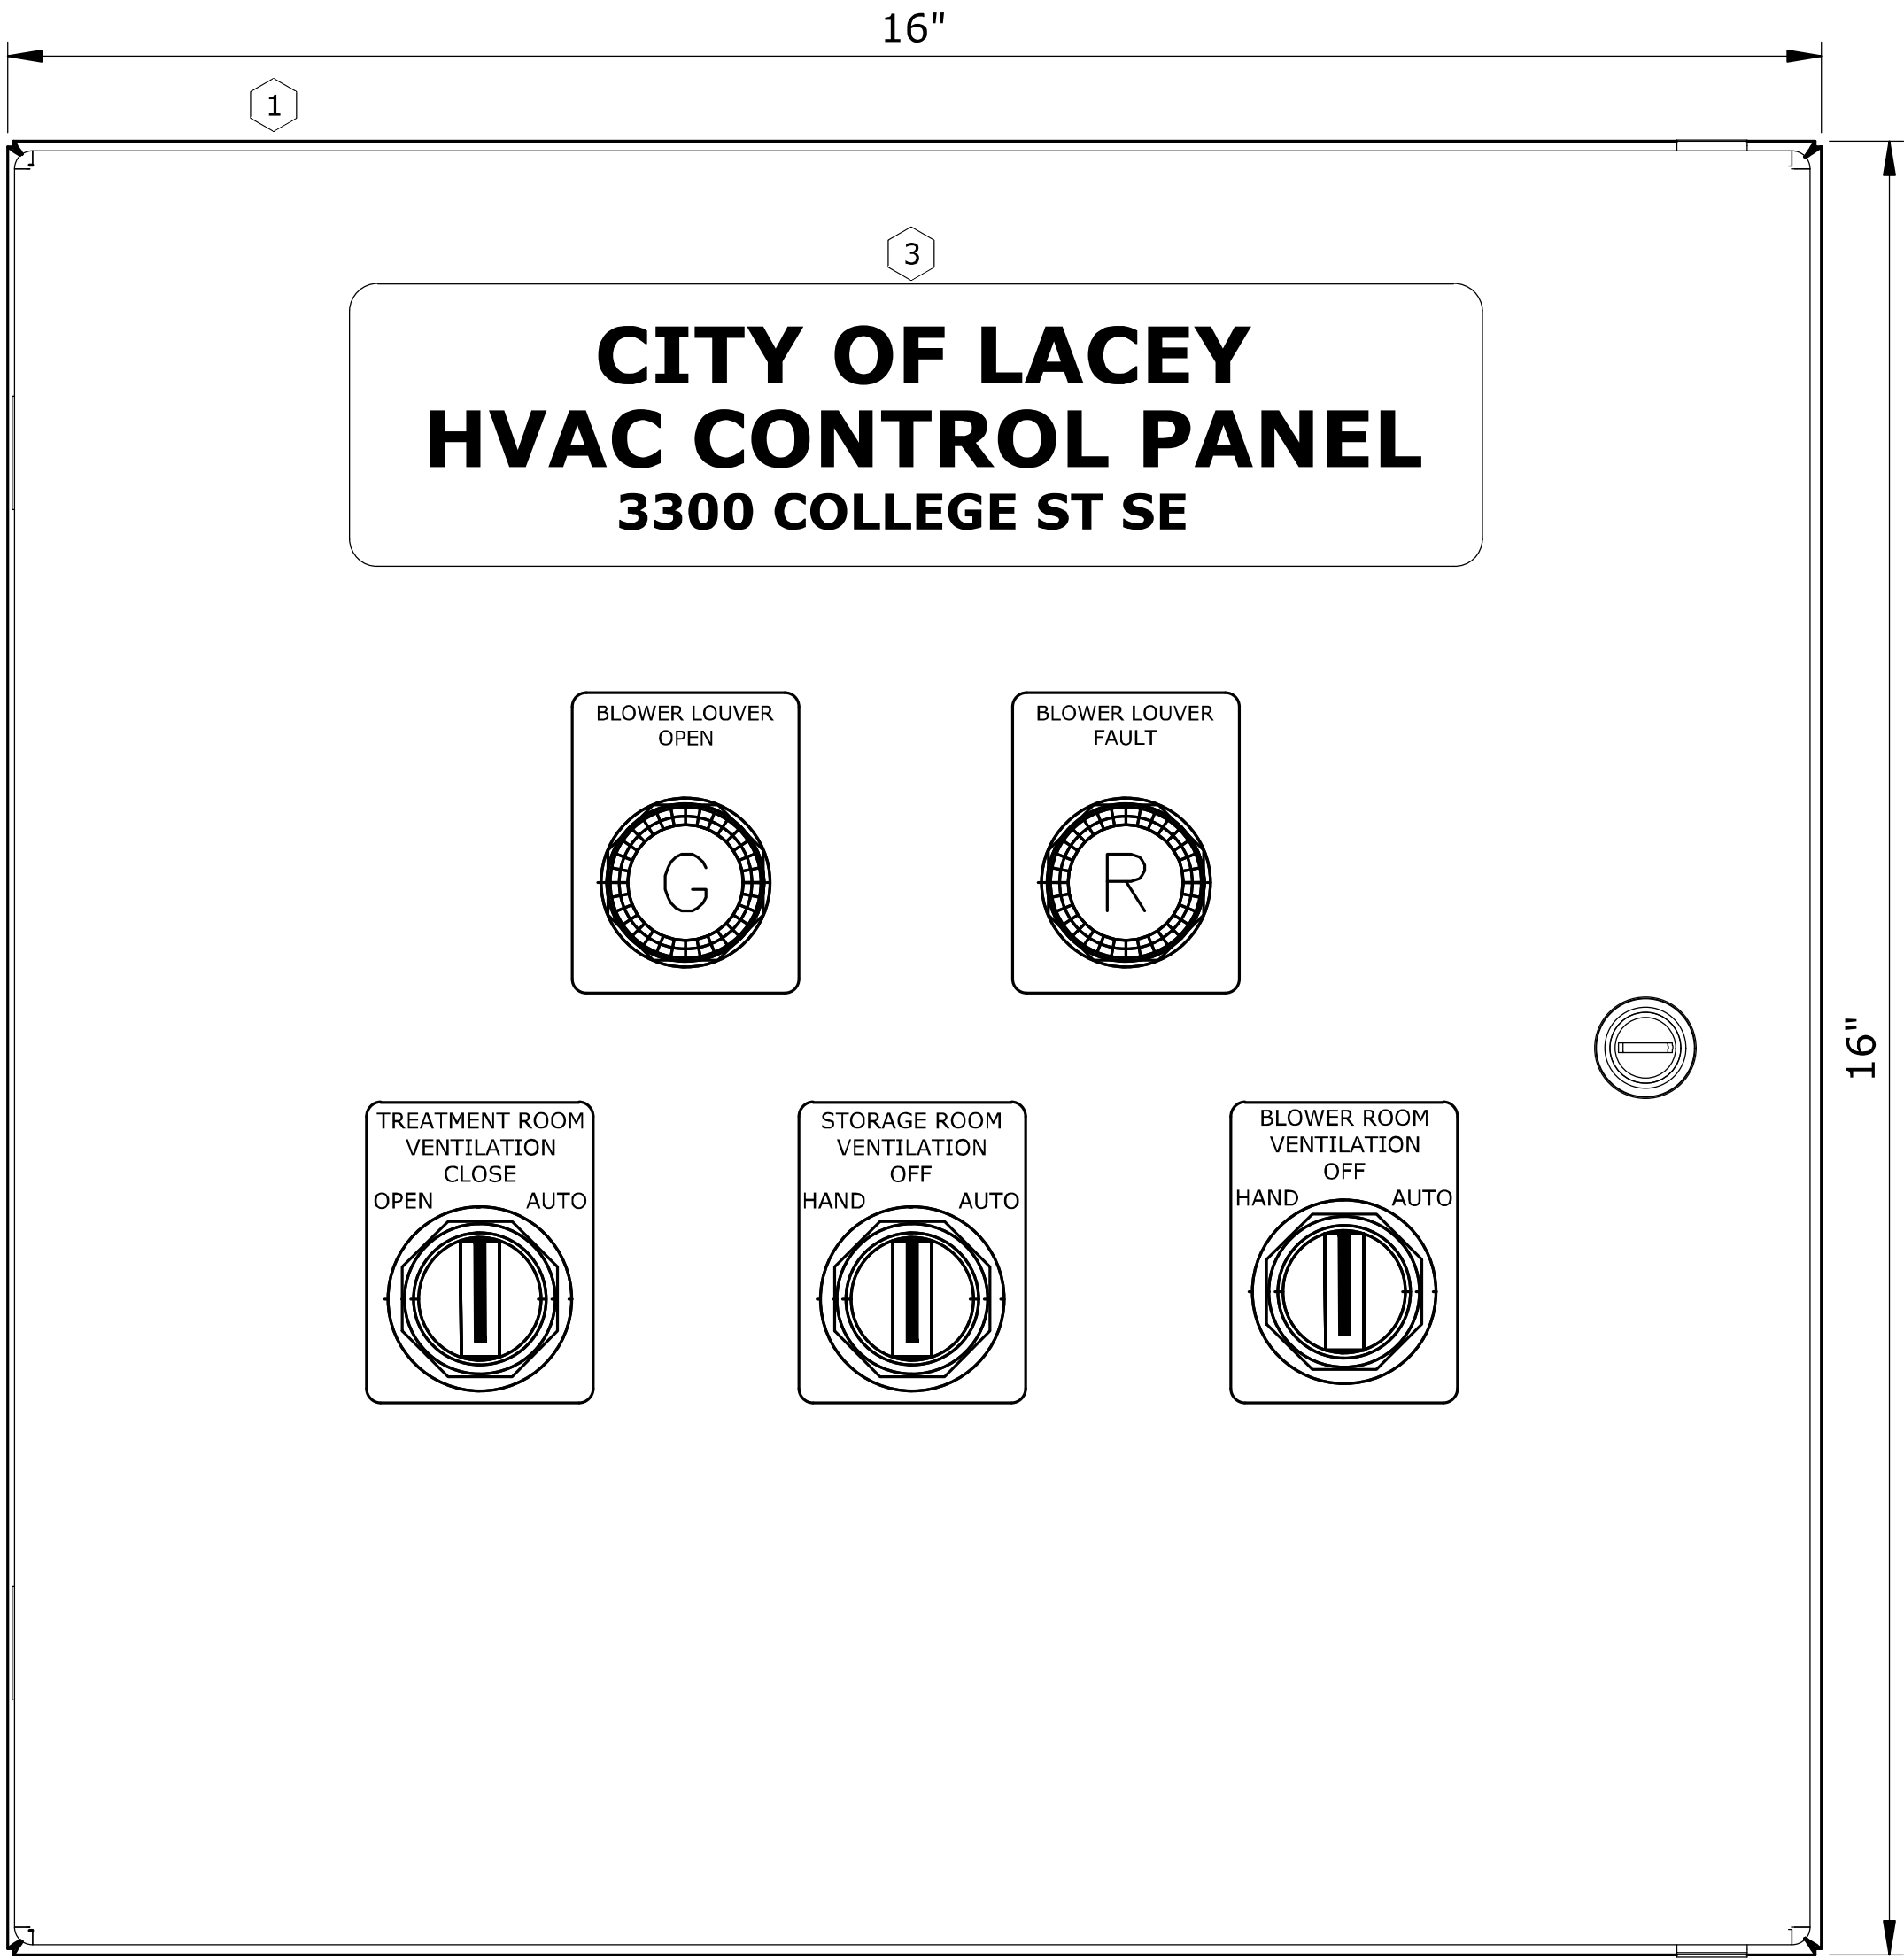 16"
1
3
CITY OF LACEY
HVAC CONTROL PANEL
3300 COLLEGE ST SE
BLOWER LOUVER
OPEN
G
BLOWER LOUVER
FAULT
R
16"
TREATMENT ROOM
VENTILATION
CLOSE
OPEN AUTO
STORAGE ROOM
VENTILATION
OFF
HAND AUTO
BLOWER ROOM
VENTILATION
OFF
HAND AUTO